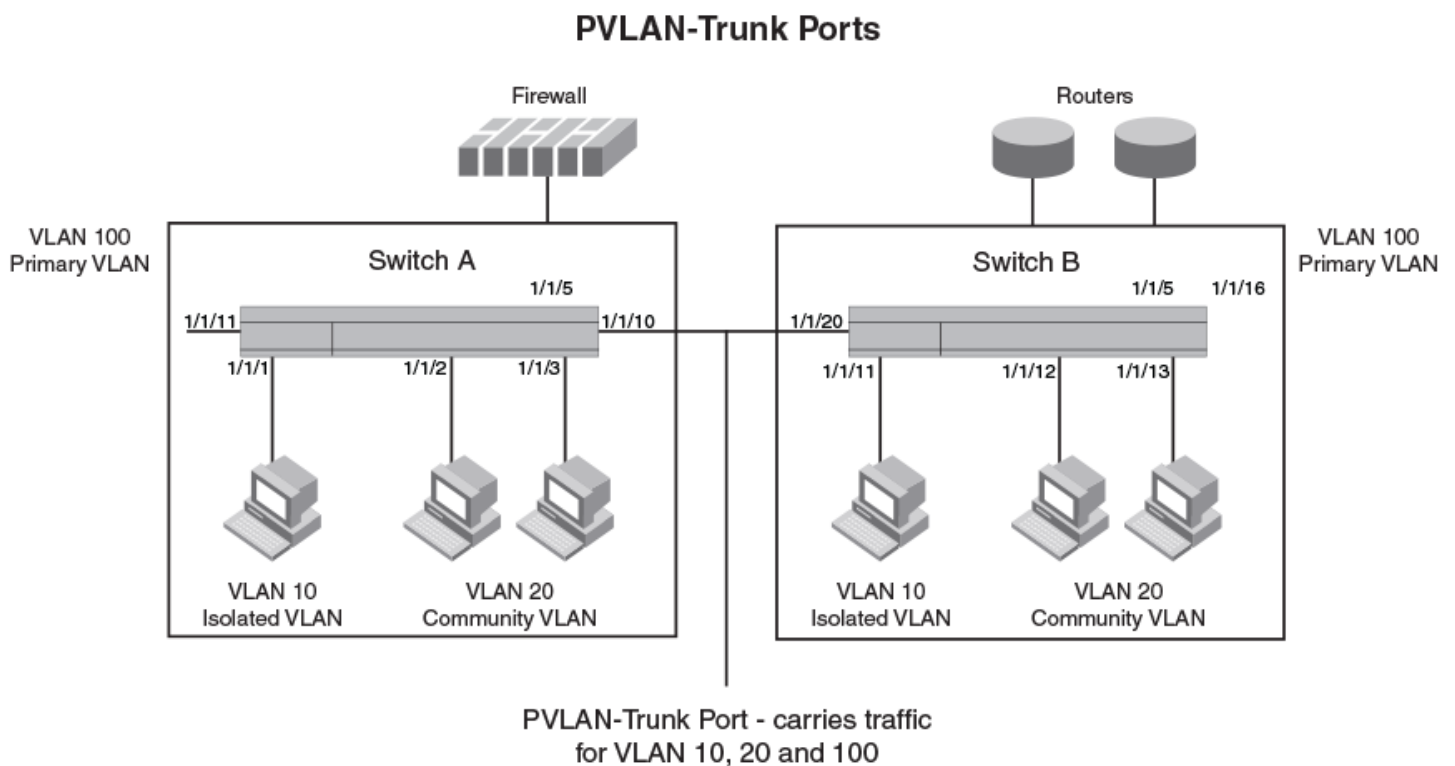 PVLAN-Trunk Ports
Firewall
Routers
VLAN 100
Primary VLAN
VLAN 100
Primary VLAN
Switch A
1/1/5
1/1/11
1/1/10
1/1/1
1/1/2
1/1/3
VLAN 10
Isolated VLAN
VLAN 20
Community VLAN
Switch B
1/1/5
1/1/16
1/1/20
1/1/11
1/1/12
1/1/13
VLAN 10
Isolated VLAN
VLAN 20
Community VLAN
PVLAN-Trunk Port - carries traffic
for VLAN 10, 20 and 100